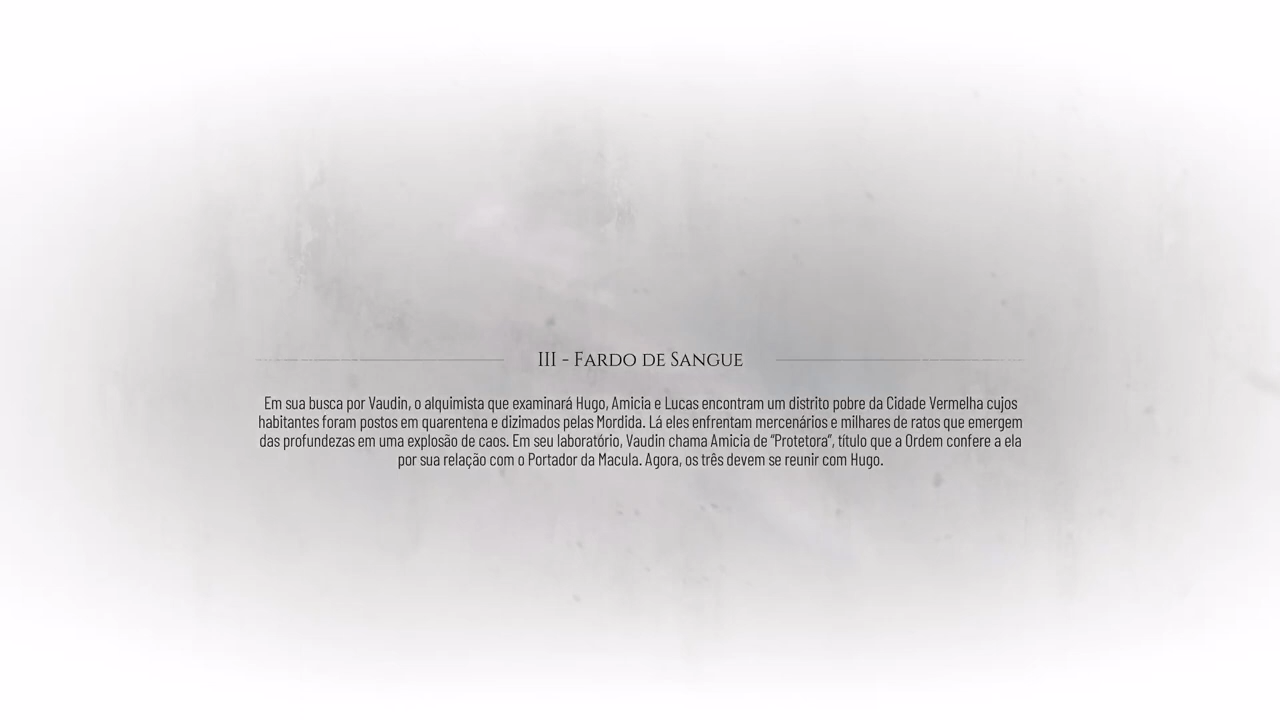 III - Fardo de Sangue
Em sua busca por Vaudin, o alquimista que examinará Hugo, Amicia e Lucas encontram um distrito pobre da Cidade Vermelha cujos
habitantes foram postos em quarentena e dizimados pelas Mordida. Lá eles enfrentam mercenários e milhares de ratos que emergem
das profundezas em uma explosão de caos. Em seu laboratório, Vaudin chama Amicia de “Protetora”, título que a Ordem confere a ela
por sua relação com o Portador da Macula. Agora, os três devem se reunir com Hugo.